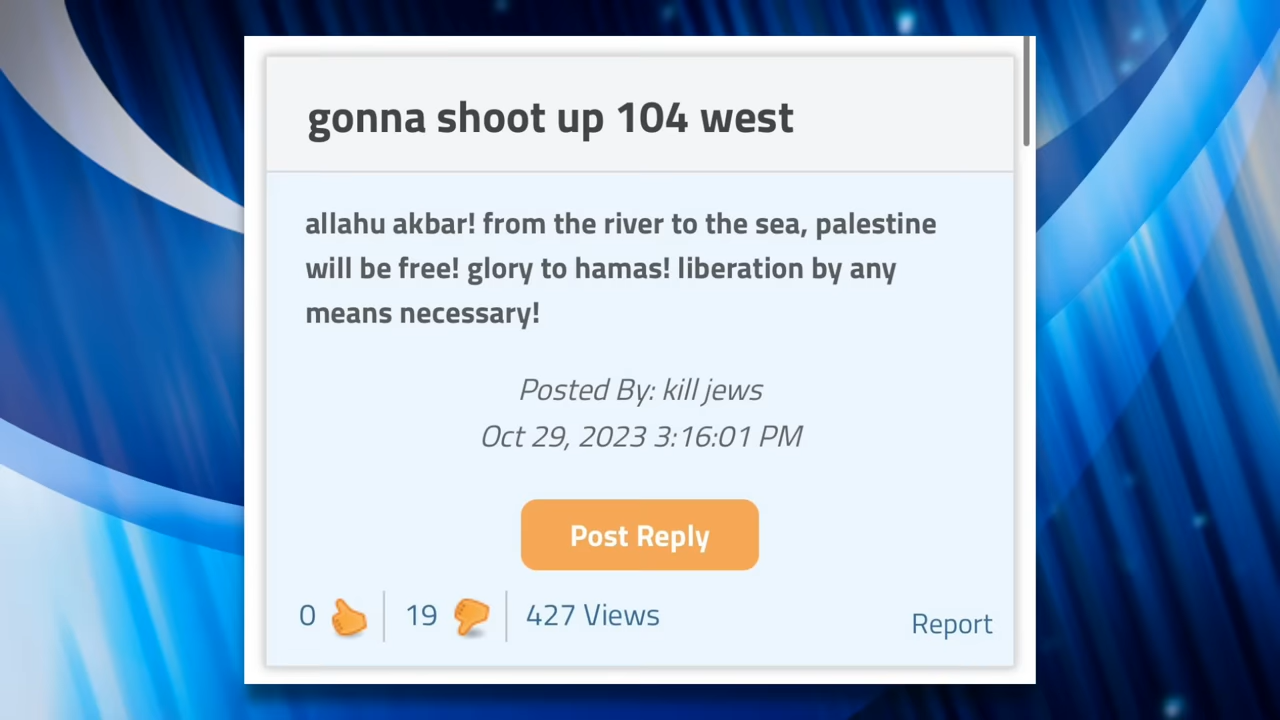 gonna shoot up 104 west
allahu akbar! from the river to the sea, palestine
will be free! glory to hamas! liberation by any
means necessary!
Posted By: kill jews
Oct 29, 2023 3:16:01 PM
Post Reply
0 19 427 Views Report